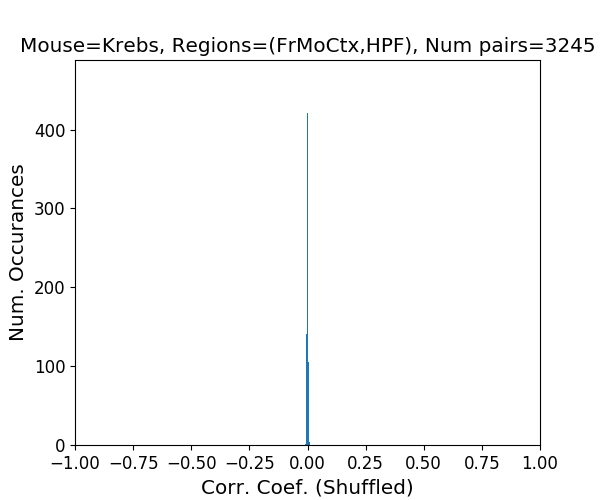 Mouse=Krebs, Regions=(FrMoCtx,HPF), Num pairs=3245
Num. Occurances
400
300
200
100
0
−1.00 −0.75 −0.50 −0.25 0.00 0.25 0.50 0.75 1.00
Corr. Coef. (Shuffled)